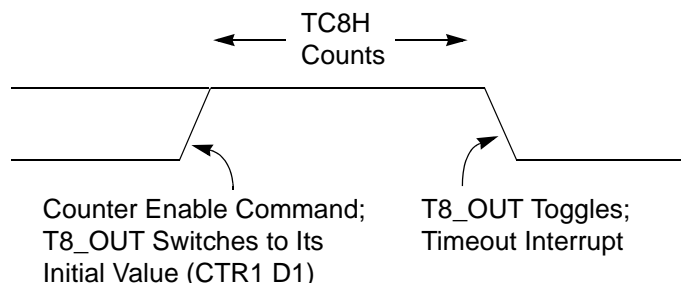 TC8H
Counts
Counter Enable Command;
T8_OUT Switches to Its
Initial Value (CTR1 D1)
T8_OUT Toggles;
Timeout Interrupt